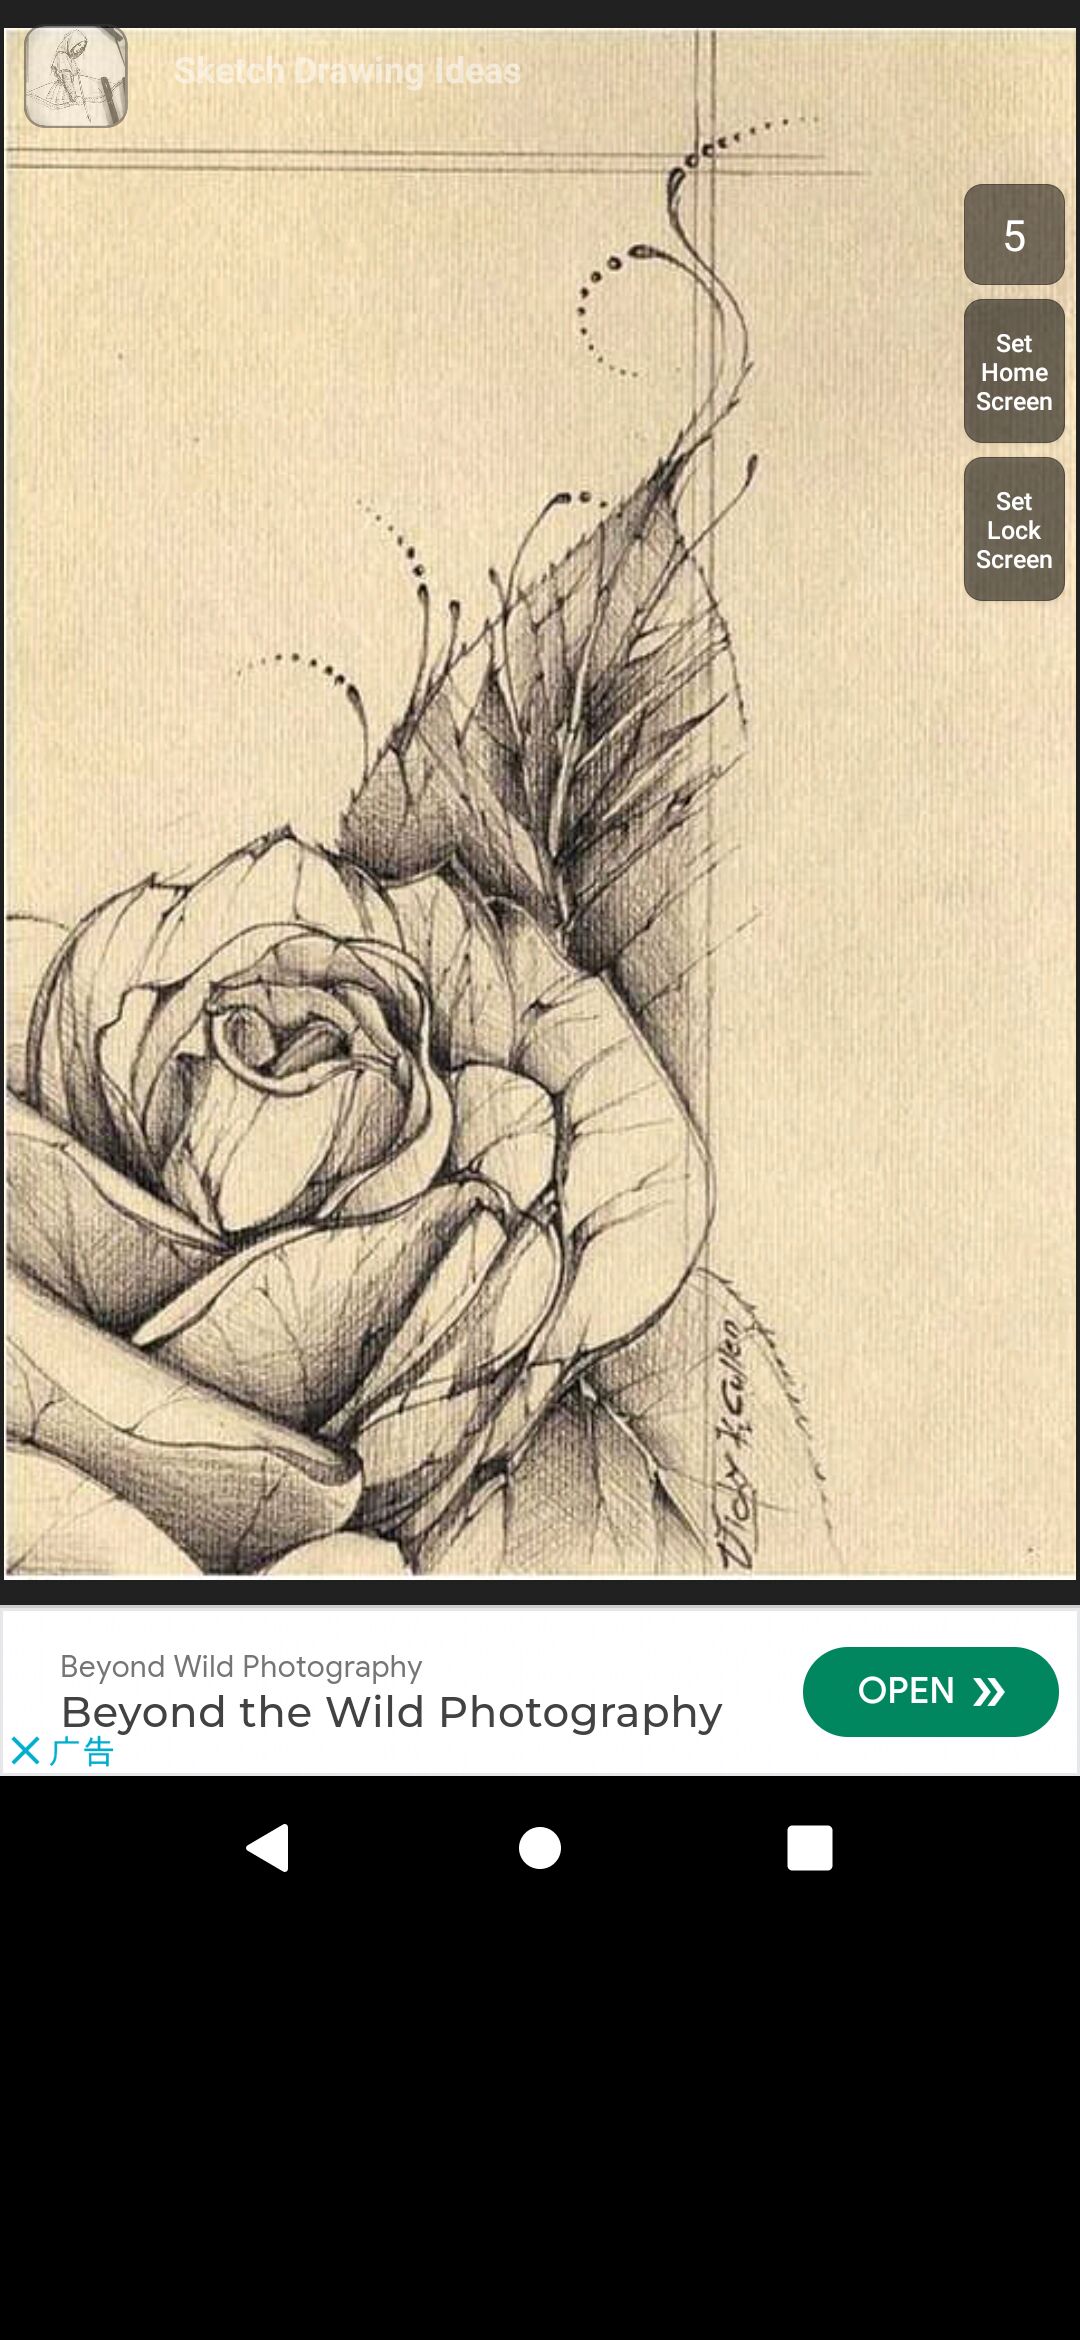 Sketch Drawing Ideas
5
Set
Home
Screen
Set
Lock
Screen
Vicky K Cullen
Beyond Wild Photography
Beyond the Wild Photography
OPEN
广告